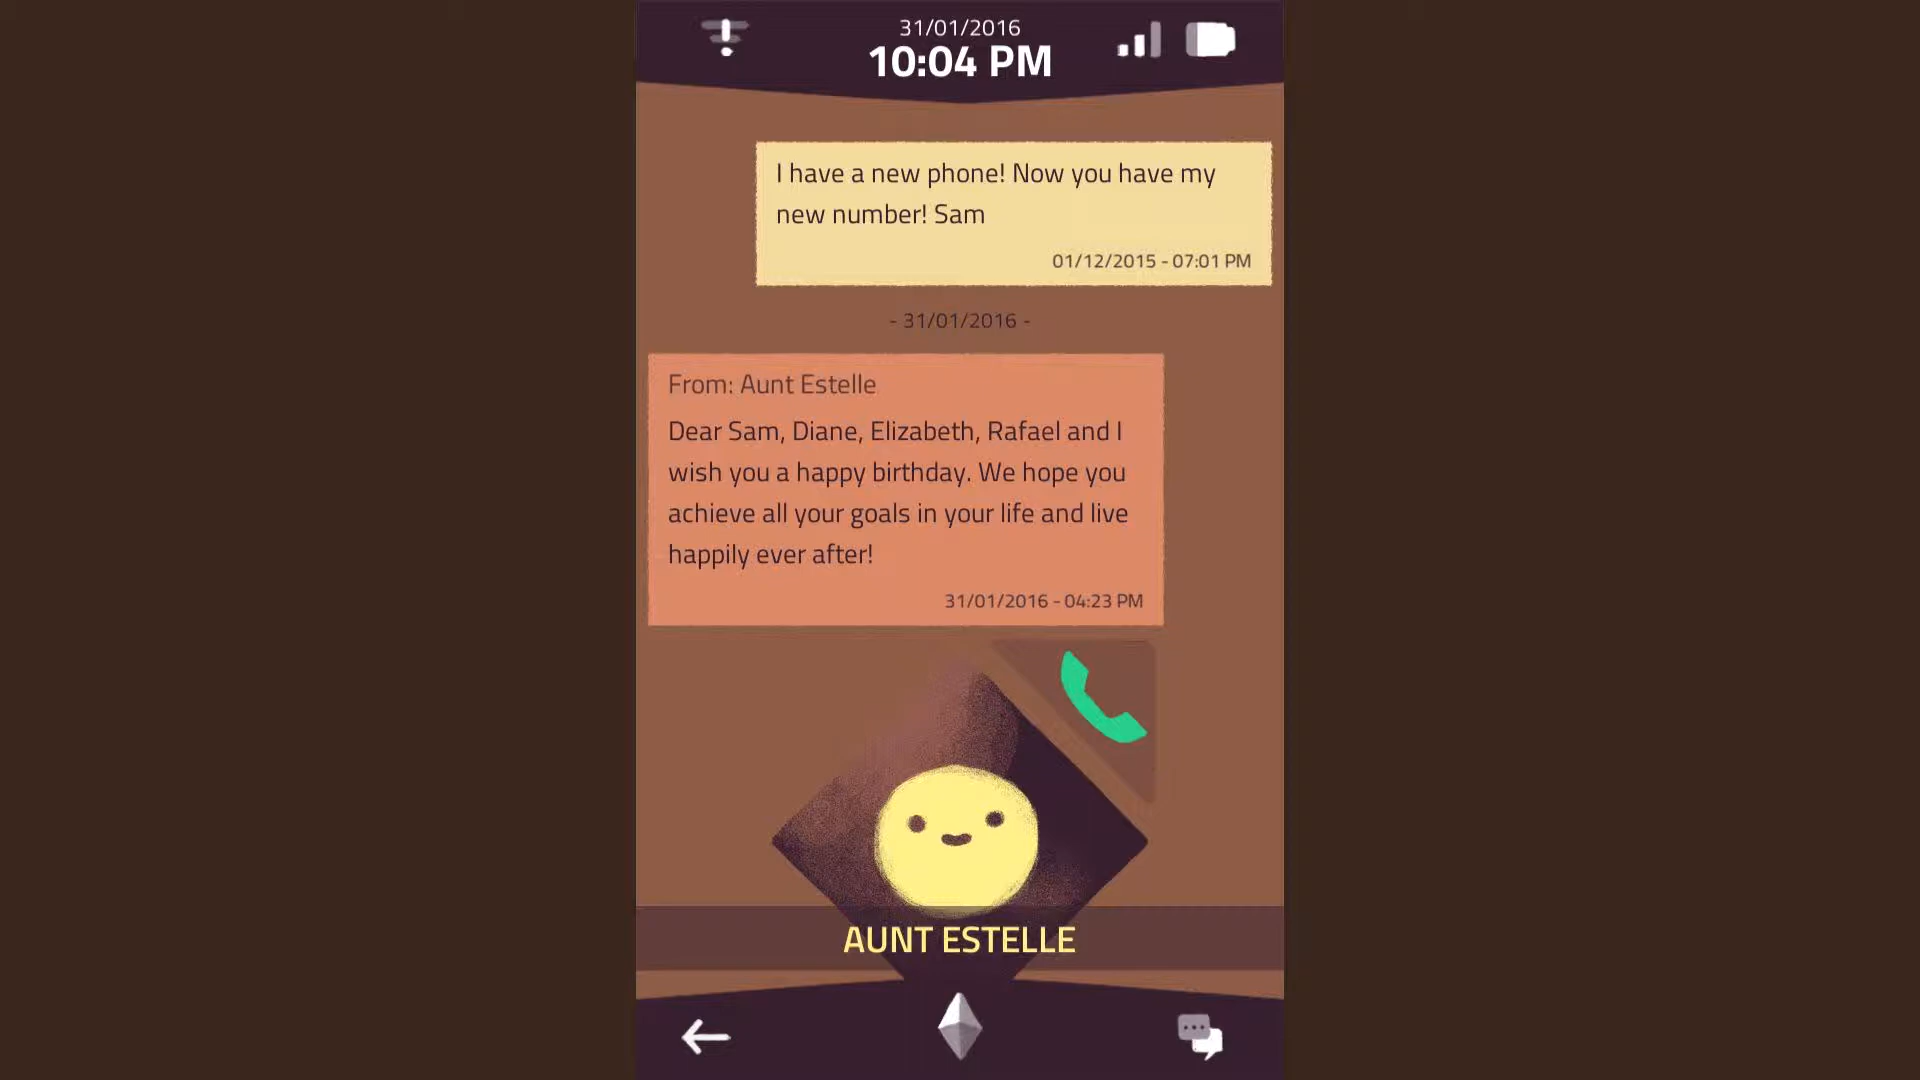 31/01/2016
10:04 PM
I have a new phone! Now you have my
new number! Sam
01/12/2015 - 07:01 PM
- 31/01/2016 -
From: Aunt Estelle
Dear Sam, Diane, Elizabeth, Rafael and I
wish you a happy birthday. We hope you
achieve all your goals in your life and live
happily ever after!
31/01/2016 - 04:23 PM
AUNT ESTELLE